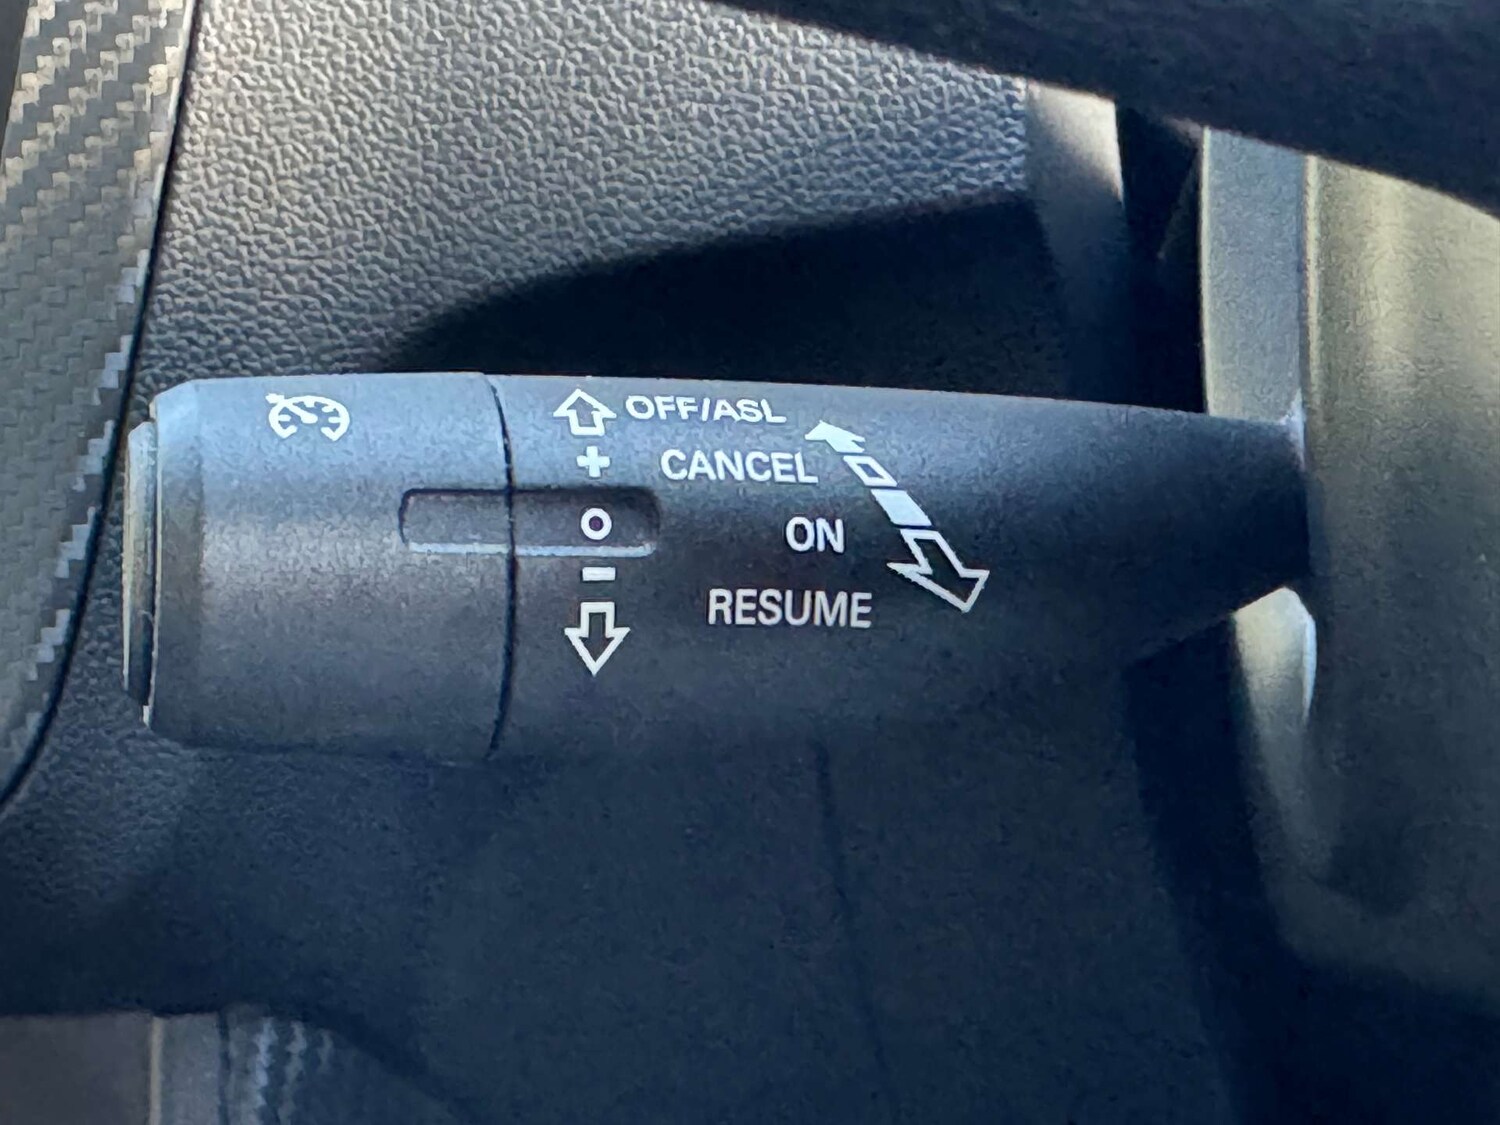 OFF/ASL
+ CANCEL
O ON
−
RESUME